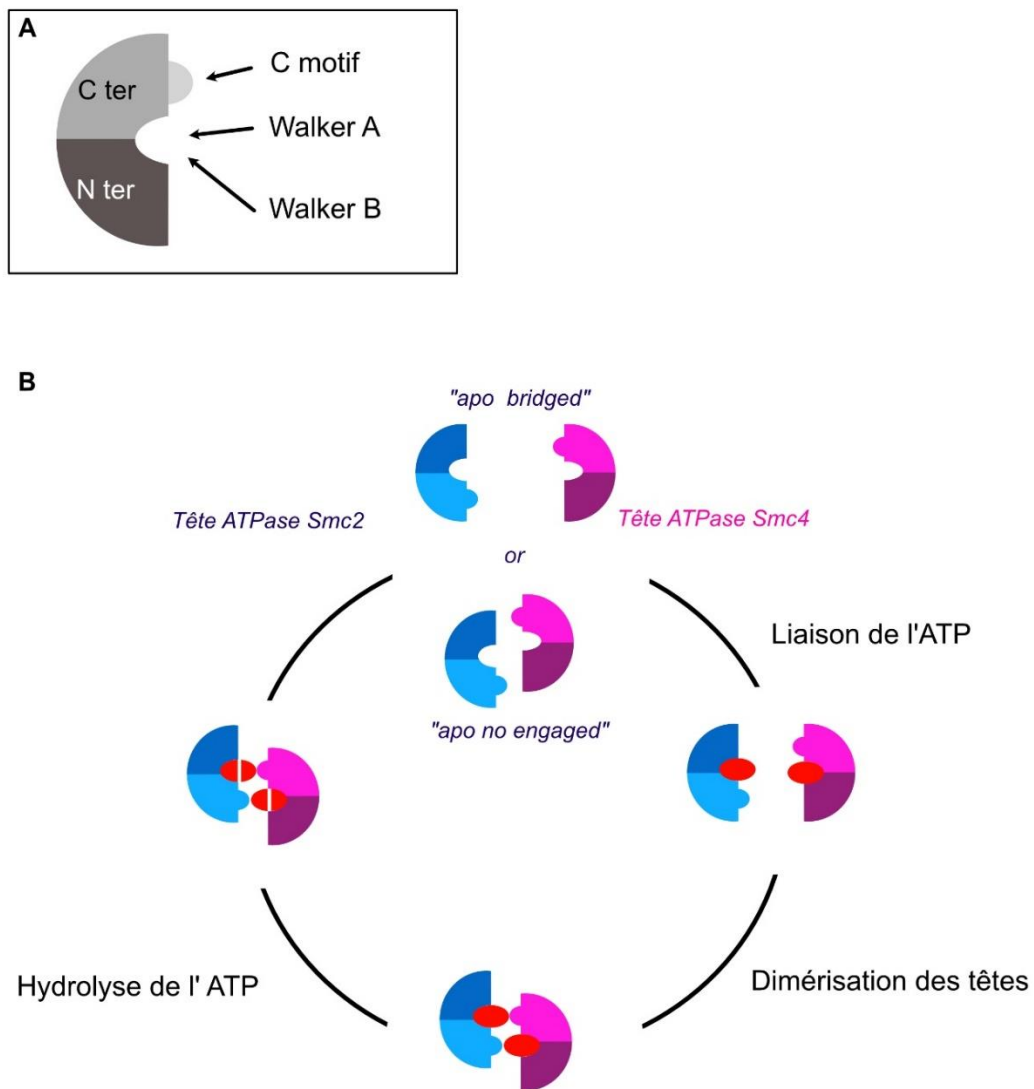 A
C ter
C motif
Walker A
N ter
Walker B
B
"apo bridged"
Tête ATPase Smc2
Tête ATPase Smc4
or
Liaison de l'ATP
"apo no engaged"
Hydrolyse de l' ATP
Dimérisation des têtes